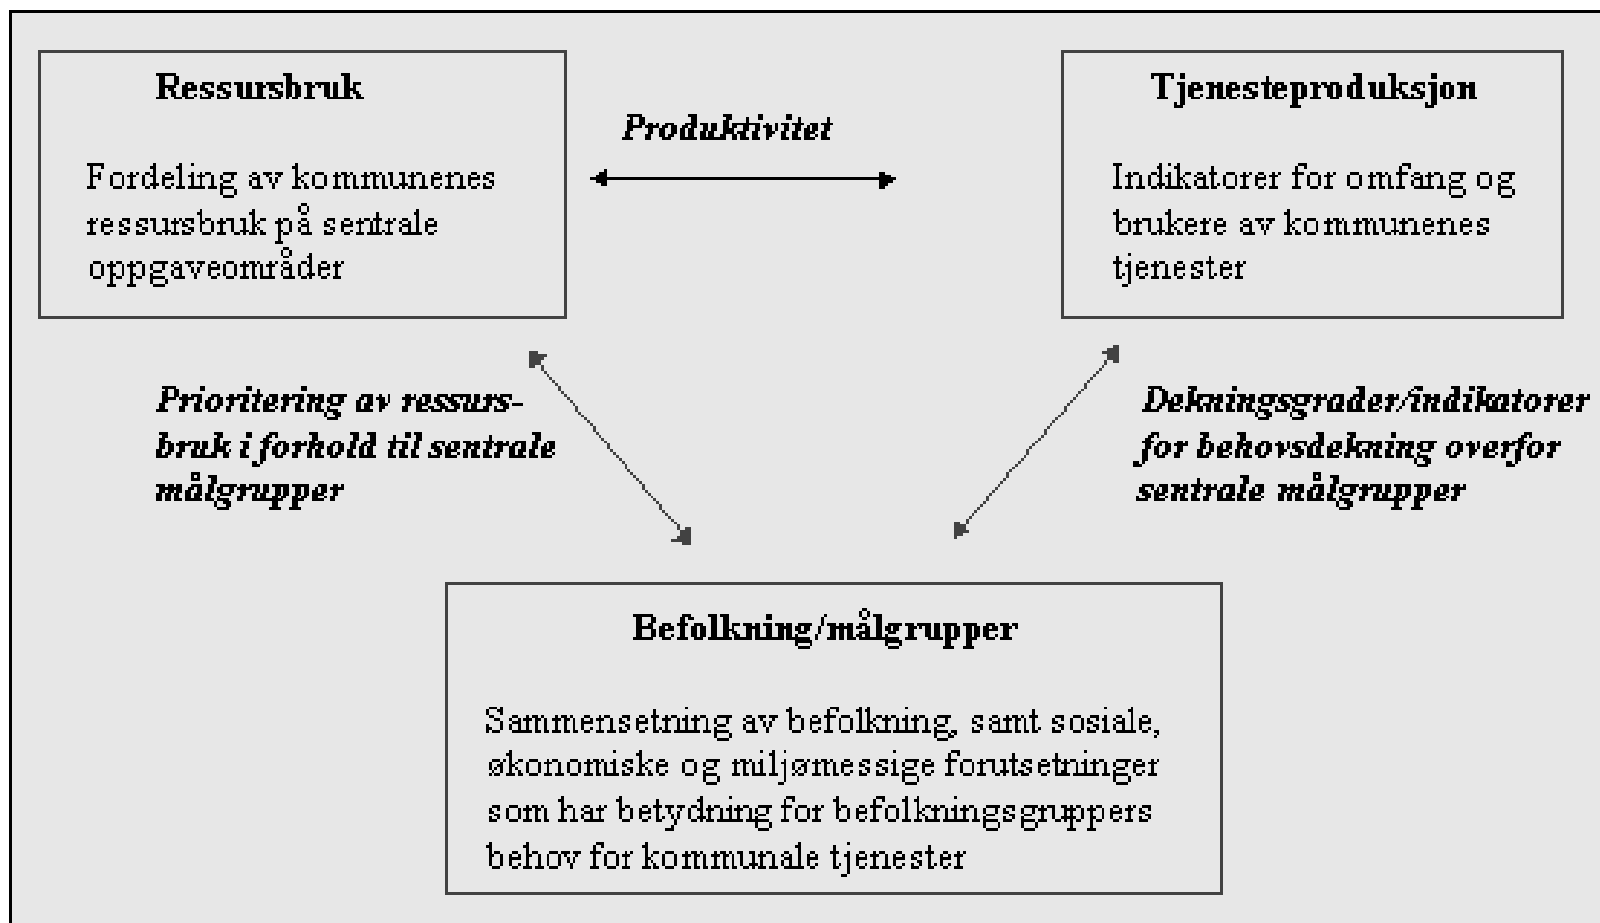 Ressursbruk
Fordeling av kommunenes
ressursbruk på sentrale
oppgaveområder
Produktivitet
Tjenesteproduksjon
Indikatorer for omfang og
brukere av kommunenes
tjenester
Prioritering av ressurs-
bruk i forhold til sentrale
målgrupper
Dekningsgrader/indikatorer
for behovsdekning overfor
sentrale målgrupper
Befolkning/målgrupper
Sammensetning av befolkning, samt sosiale,
økonomiske og miljømessige forutsetninger
som har betydning for befolkningsgruppers
behov for kommunale tjenester